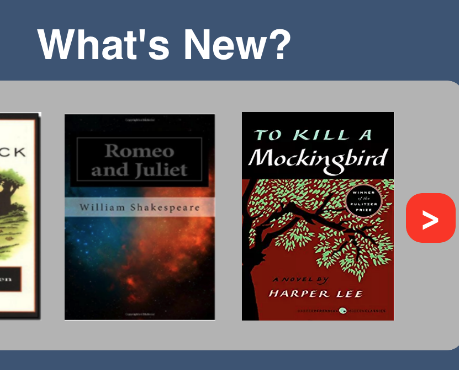 What's New?
CK
Romeo
and Juliet
William Shakespeare
TO KILL A
Mockingbird
WINNER
of the
PULITZER
PRIZE
A NOVEL BY
HARPER LEE
>